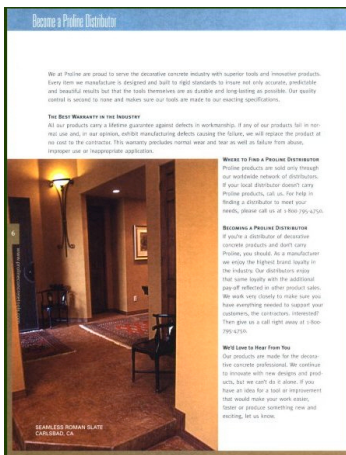 Become a Proline Distributor
We at Proline are proud to serve the decorative concrete industry with superior tools and innovative products.
Every item we manufacture is designed and built to rigid standards to insure not only accurate, predictable
and beautiful results but that the tools themselves are as durable and long-lasting as possible. Our quality
control is second to none and makes sure our tools are made to our exacting specifications.
THE BEST WARRANTY IN THE INDUSTRY
All our products carry a lifetime guarantee against defects in workmanship. If any of our products fail in nor-
mal use and, in our opinion, exhibit manufacturing defects causing the failure, we will replace the product at
no cost to the contractor. This warranty precludes normal wear and tear as well as failure from abuse,
improper use or inappropriate application.
WHERE TO FIND A PROLINE DISTRIBUTOR
Proline products are sold only through
our worldwide network of distributors.
If your local distributor doesn't carry
Proline products, call us. For help in
finding a distributor to meet your
needs, please call us at 1-800-795-4750.
BECOMING A PROLINE DISTRIBUTOR
If you're a distributor of decorative
concrete products and don't carry
Proline, you should. As a manufacturer
we enjoy the highest brand loyalty in
the industry. Our distributors enjoy
that same loyalty with the additional
pay-off reflected in other product sales.
We work very closely to make sure you
have everything needed to support your
customers, the contractors. Interested?
Then give us a call right away at 1-800-
795-4750.
We'd Love to Hear From You
Our products are made for the decora-
tive concrete professional. We continue
to innovate with new designs and prod-
ucts, but we can't do it alone. If you
have an idea for a tool or improvement
that would make your work easier,
faster or produce something new and
exciting, let us know.
6
SEAMLESS ROMAN SLATE
CARLSBAD, CA